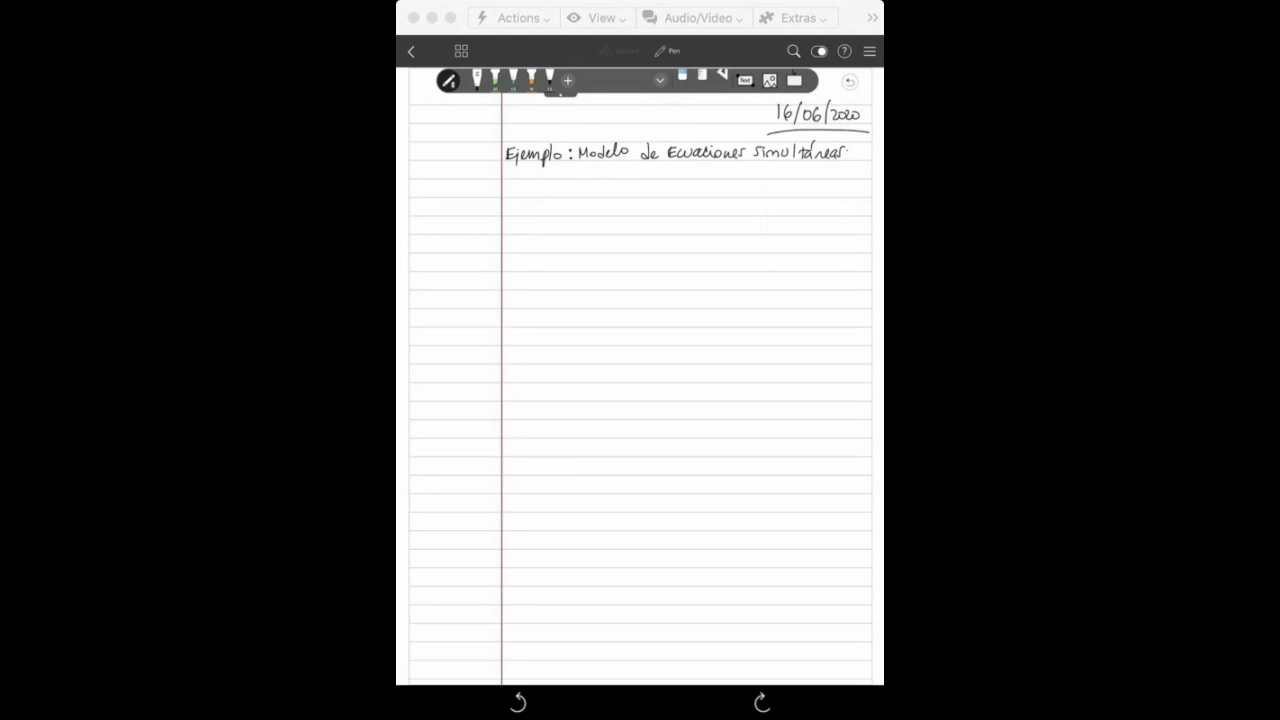 Actions View Audio/Video Extras
Pen
Text
16/06/2020
Ejemplo: Modelo de Ecuaciones simultáneas.